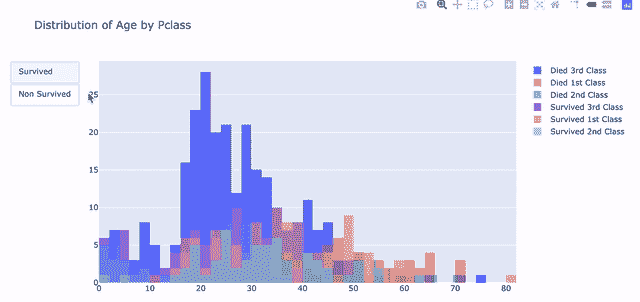 Distribution of Age by Pclass
Survived
Non Survived
25
20
15
10
5
0
0 10 20 30 40 50 60 70 80
Died 3rd Class
Died 1st Class
Died 2nd Class
Survived 3rd Class
Survived 1st Class
Survived 2nd Class